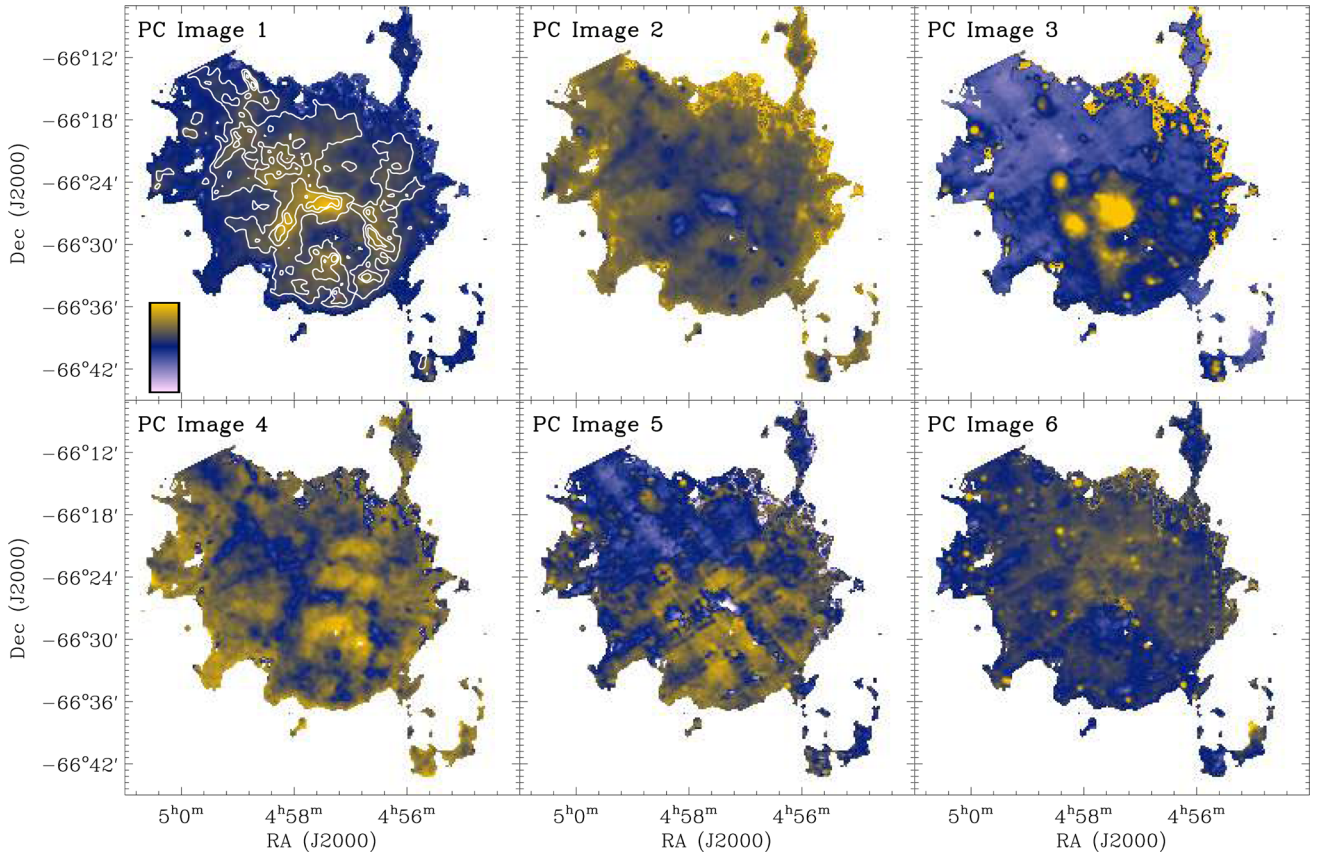 PC Image 1
PC Image 2
PC Image 3
−66°12′
−66°18′
−66°24′
−66°30′
−66°36′
−66°42′
Dec (J2000)
PC Image 4
PC Image 5
PC Image 6
−66°12′
−66°18′
−66°24′
−66°30′
−66°36′
−66°42′
Dec (J2000)
5ʰ0ᵐ 4ʰ58ᵐ 4ʰ56ᵐ
5ʰ0ᵐ 4ʰ58ᵐ 4ʰ56ᵐ
5ʰ0ᵐ 4ʰ58ᵐ 4ʰ56ᵐ
RA (J2000)
RA (J2000)
RA (J2000)